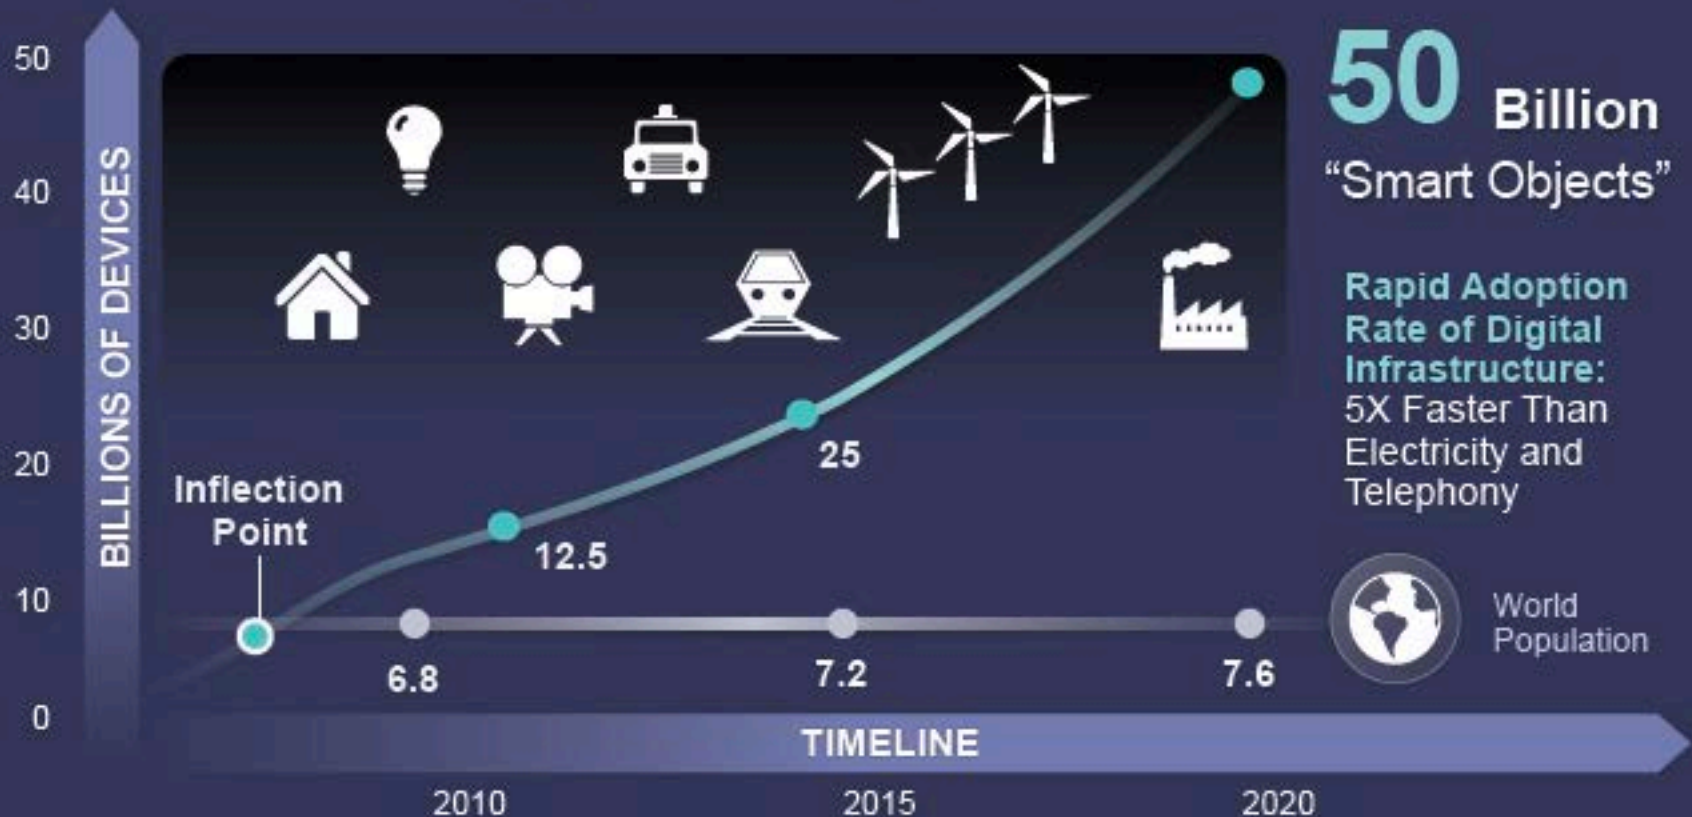 50
40
30
20
10
0
BILLIONS OF DEVICES
Inflection
Point
12.5
25
6.8
7.2
7.6
TIMELINE
2010
2015
2020
50 Billion
“Smart Objects”
Rapid Adoption
Rate of Digital
Infrastructure:
5X Faster Than
Electricity and
Telephony
World
Population